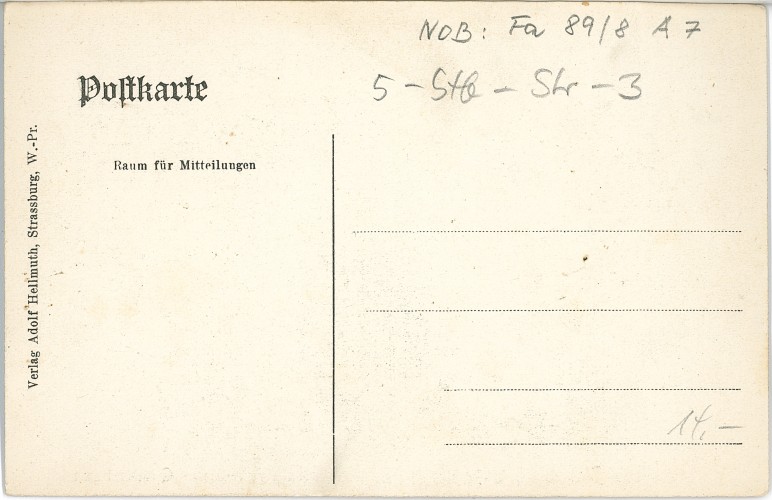 NOB: Fa 89/8 A 7
5 - Stb - Str - 3
Poſtkarte
Raum für Mitteilungen
Verlag Adolf Hellmuth, Strassburg, W.-Pr.
14,-